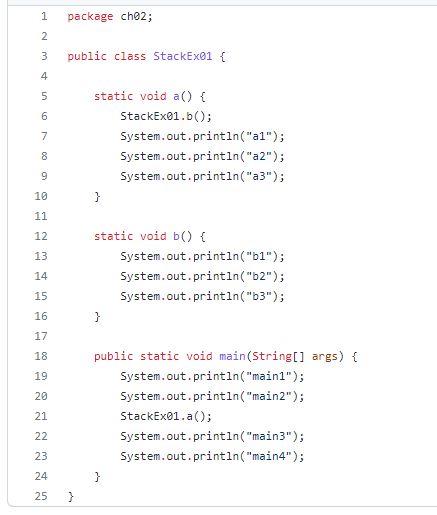 1 package ch02;
2
3 public class StackEx01 {
4
5     static void a() {
6         StackEx01.b();
7         System.out.println("a1");
8         System.out.println("a2");
9         System.out.println("a3");
10     }
11
12     static void b() {
13         System.out.println("b1");
14         System.out.println("b2");
15         System.out.println("b3");
16     }
17
18     public static void main(String[] args) {
19         System.out.println("main1");
20         System.out.println("main2");
21         StackEx01.a();
22         System.out.println("main3");
23         System.out.println("main4");
24     }
25 }